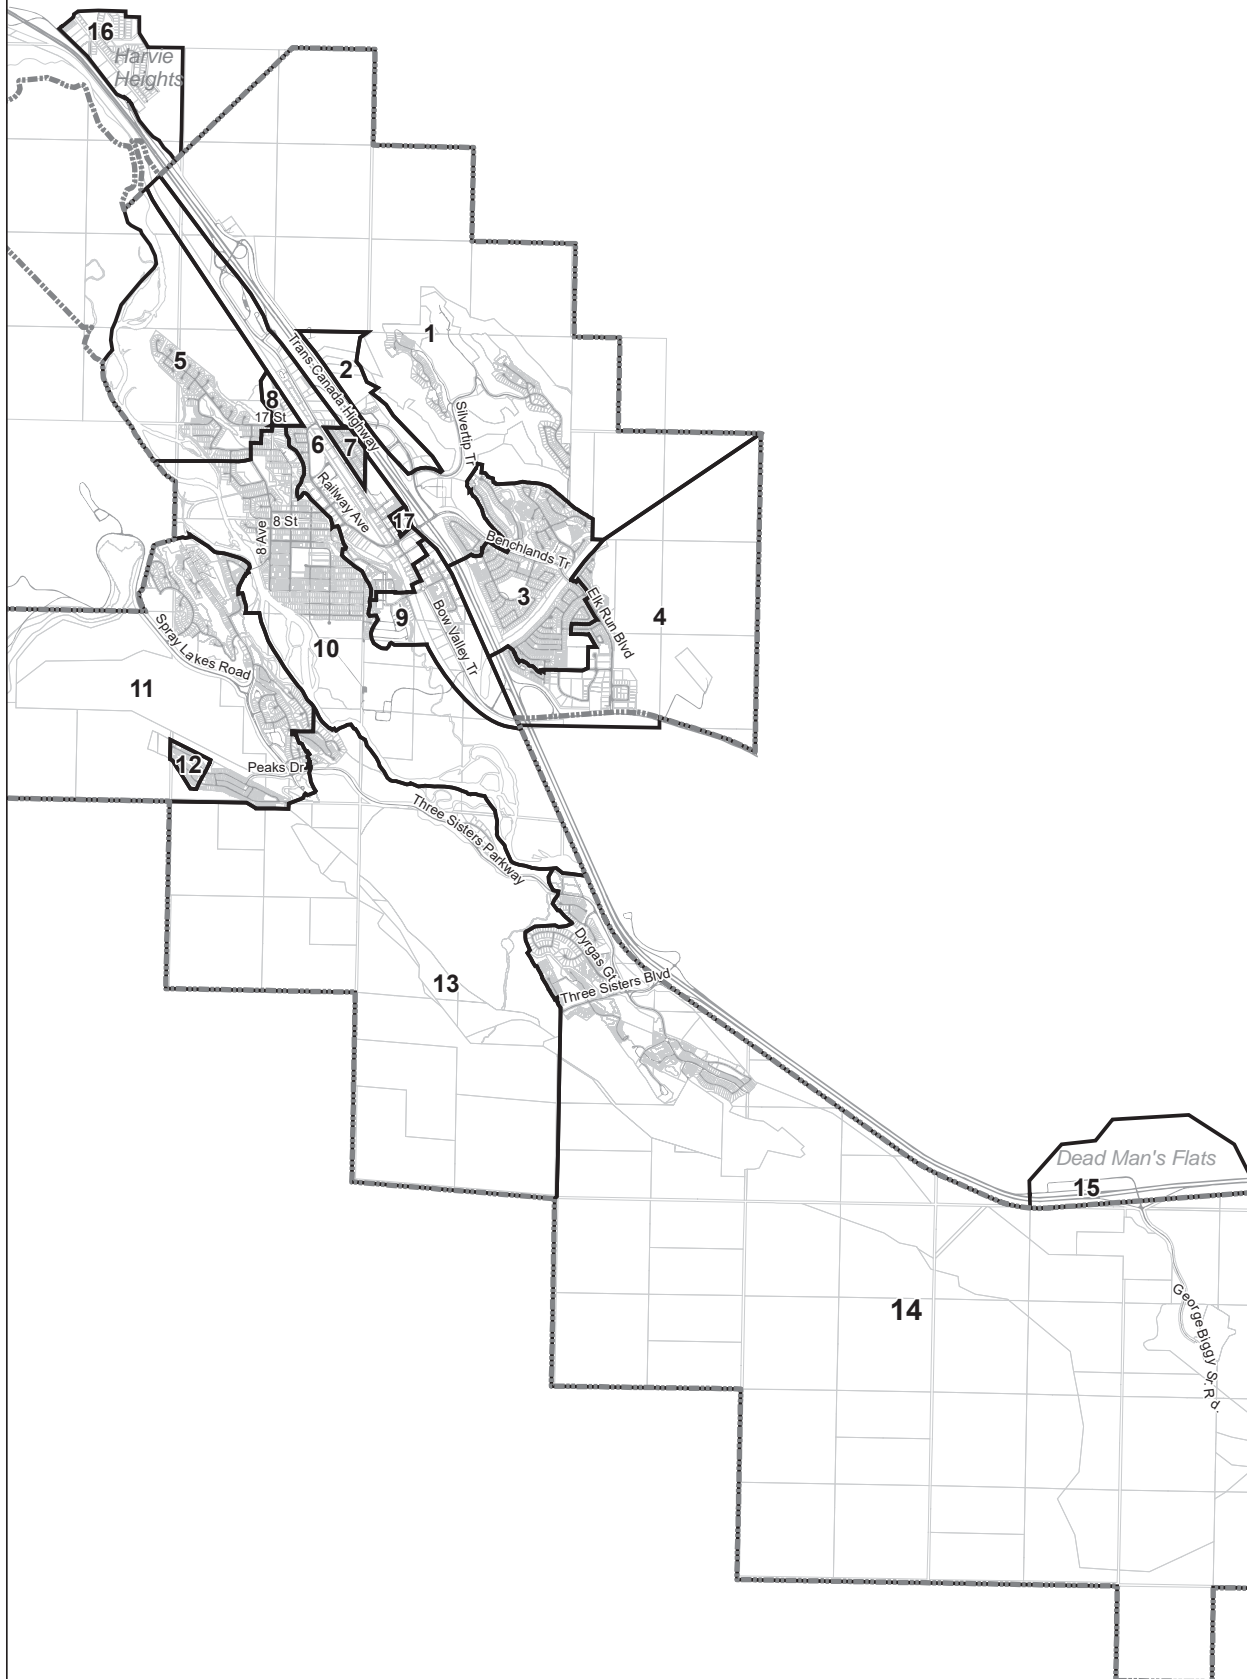 16
Harvie
Heights
1
2
Trans-Canada Highway
5
8
17 St
Silvertip Tr
6
7
Railway Ave
17
8 St
8 Ave
Benchlands Tr
3
Elk Run Blvd
4
9
Bow Valley Tr
10
Spray Lakes Road
11
12
Peaks Dr
Three Sisters Parkway
13
Dyrgas Gt
Three Sisters Blvd
Dead Man's Flats
15
14
George Biggy Sr. Rd.